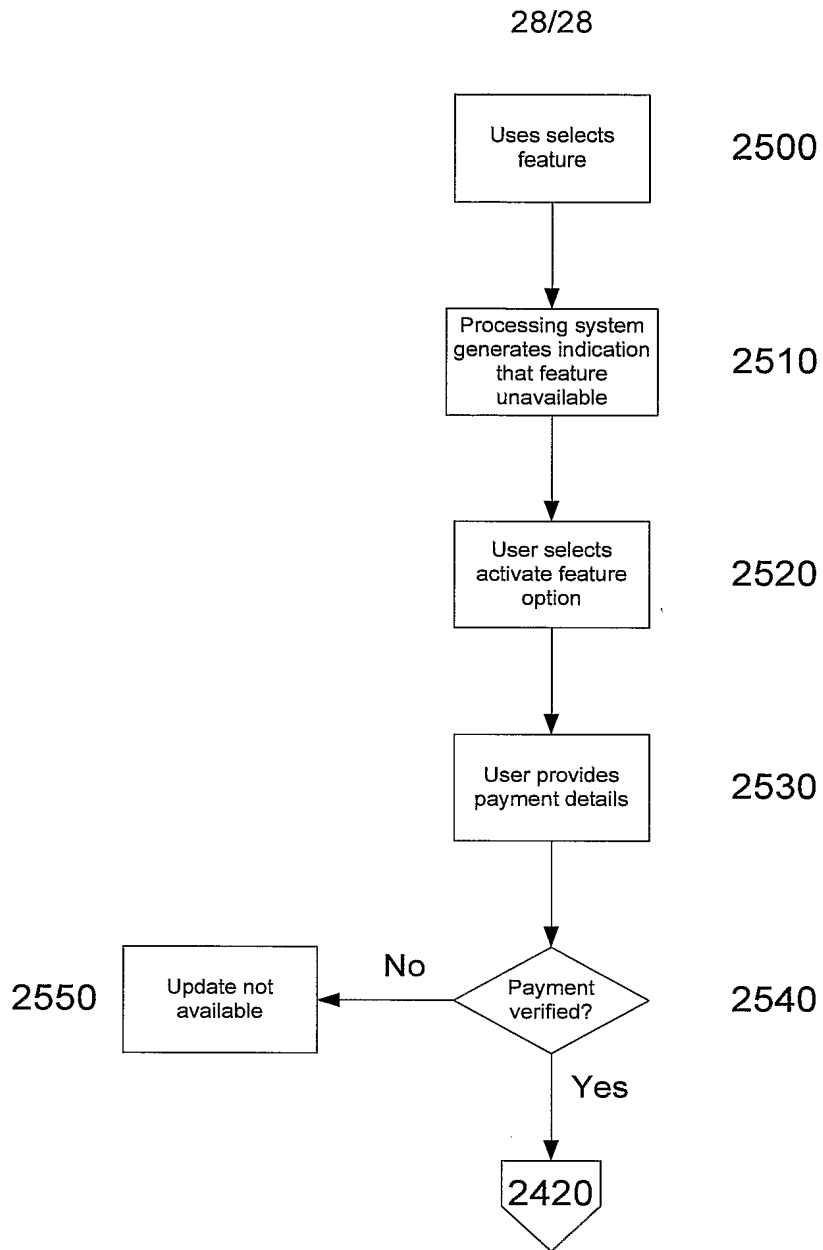 28/28
Uses selects
feature
2500
Processing system
generates indication
that feature
unavailable
2510
User selects
activate feature
option
2520
User provides
payment details
2530
2550
Update not
available
No
Payment
verified?
2540
Yes
2420